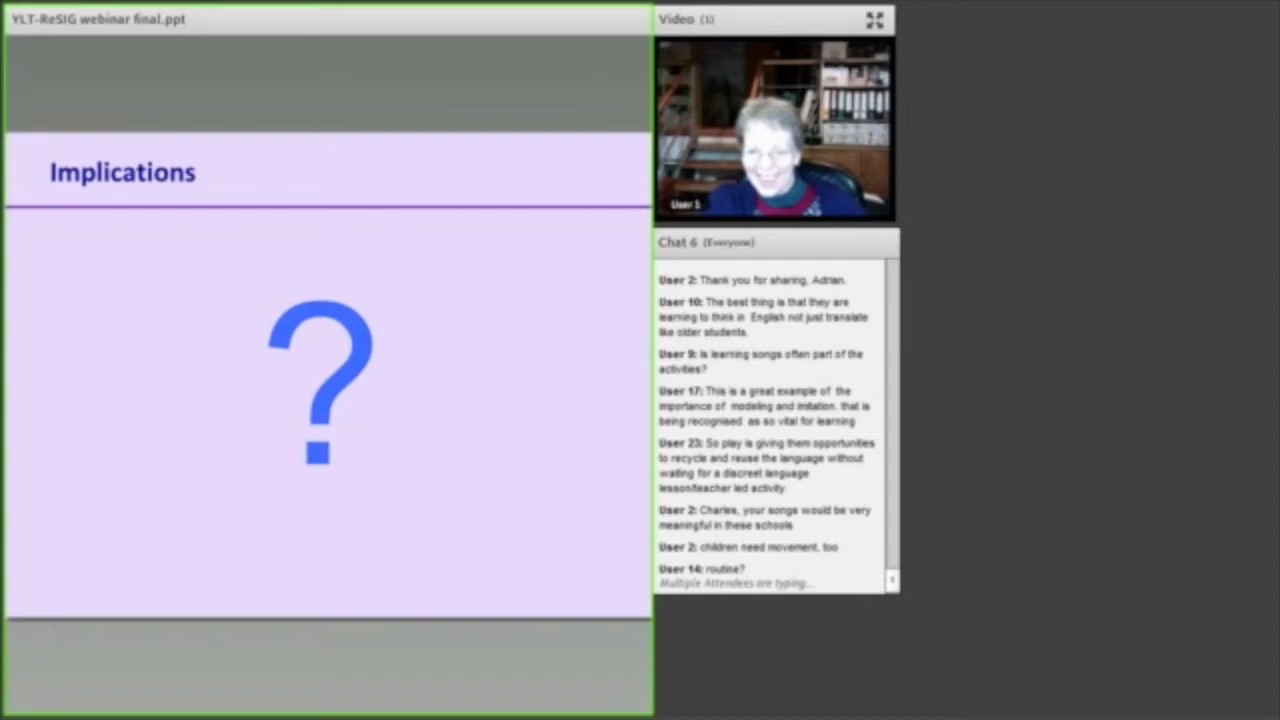 YLT-ReSIG webinar final.ppt
Implications
?
Video (1)
User 1
Chat 6 (Everyone)
User 2: Thank you for sharing, Adrian.
User 10: The best thing is that they are
learning to think in English not just translate
like older students.
User 9: Is learning songs often part of the
activities?
User 17: This is a great example of the
importance of modeling and imitation. that is
being recognised as so vital for learning
User 23: So play is giving them opportunities
to recycle and reuse the language without
waiting for a discreet language
lesson/teacher led activity.
User 2: Charles, your songs would be very
meaningful in these schools
User 2: children need movement, too
User 14: routine?
Multiple Attendees are typing...